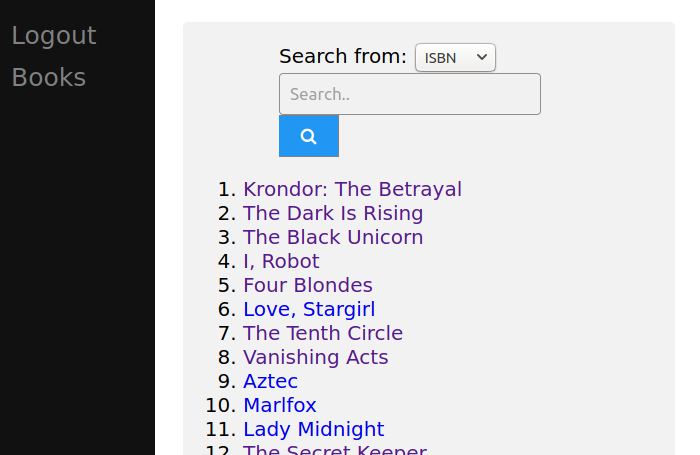 Logout
Books
Search from: ISBN
Search..
1. Krondor: The Betrayal
2. The Dark Is Rising
3. The Black Unicorn
4. I, Robot
5. Four Blondes
6. Love, Stargirl
7. The Tenth Circle
8. Vanishing Acts
9. Aztec
10. Marlfox
11. Lady Midnight
12. The Secret Keeper